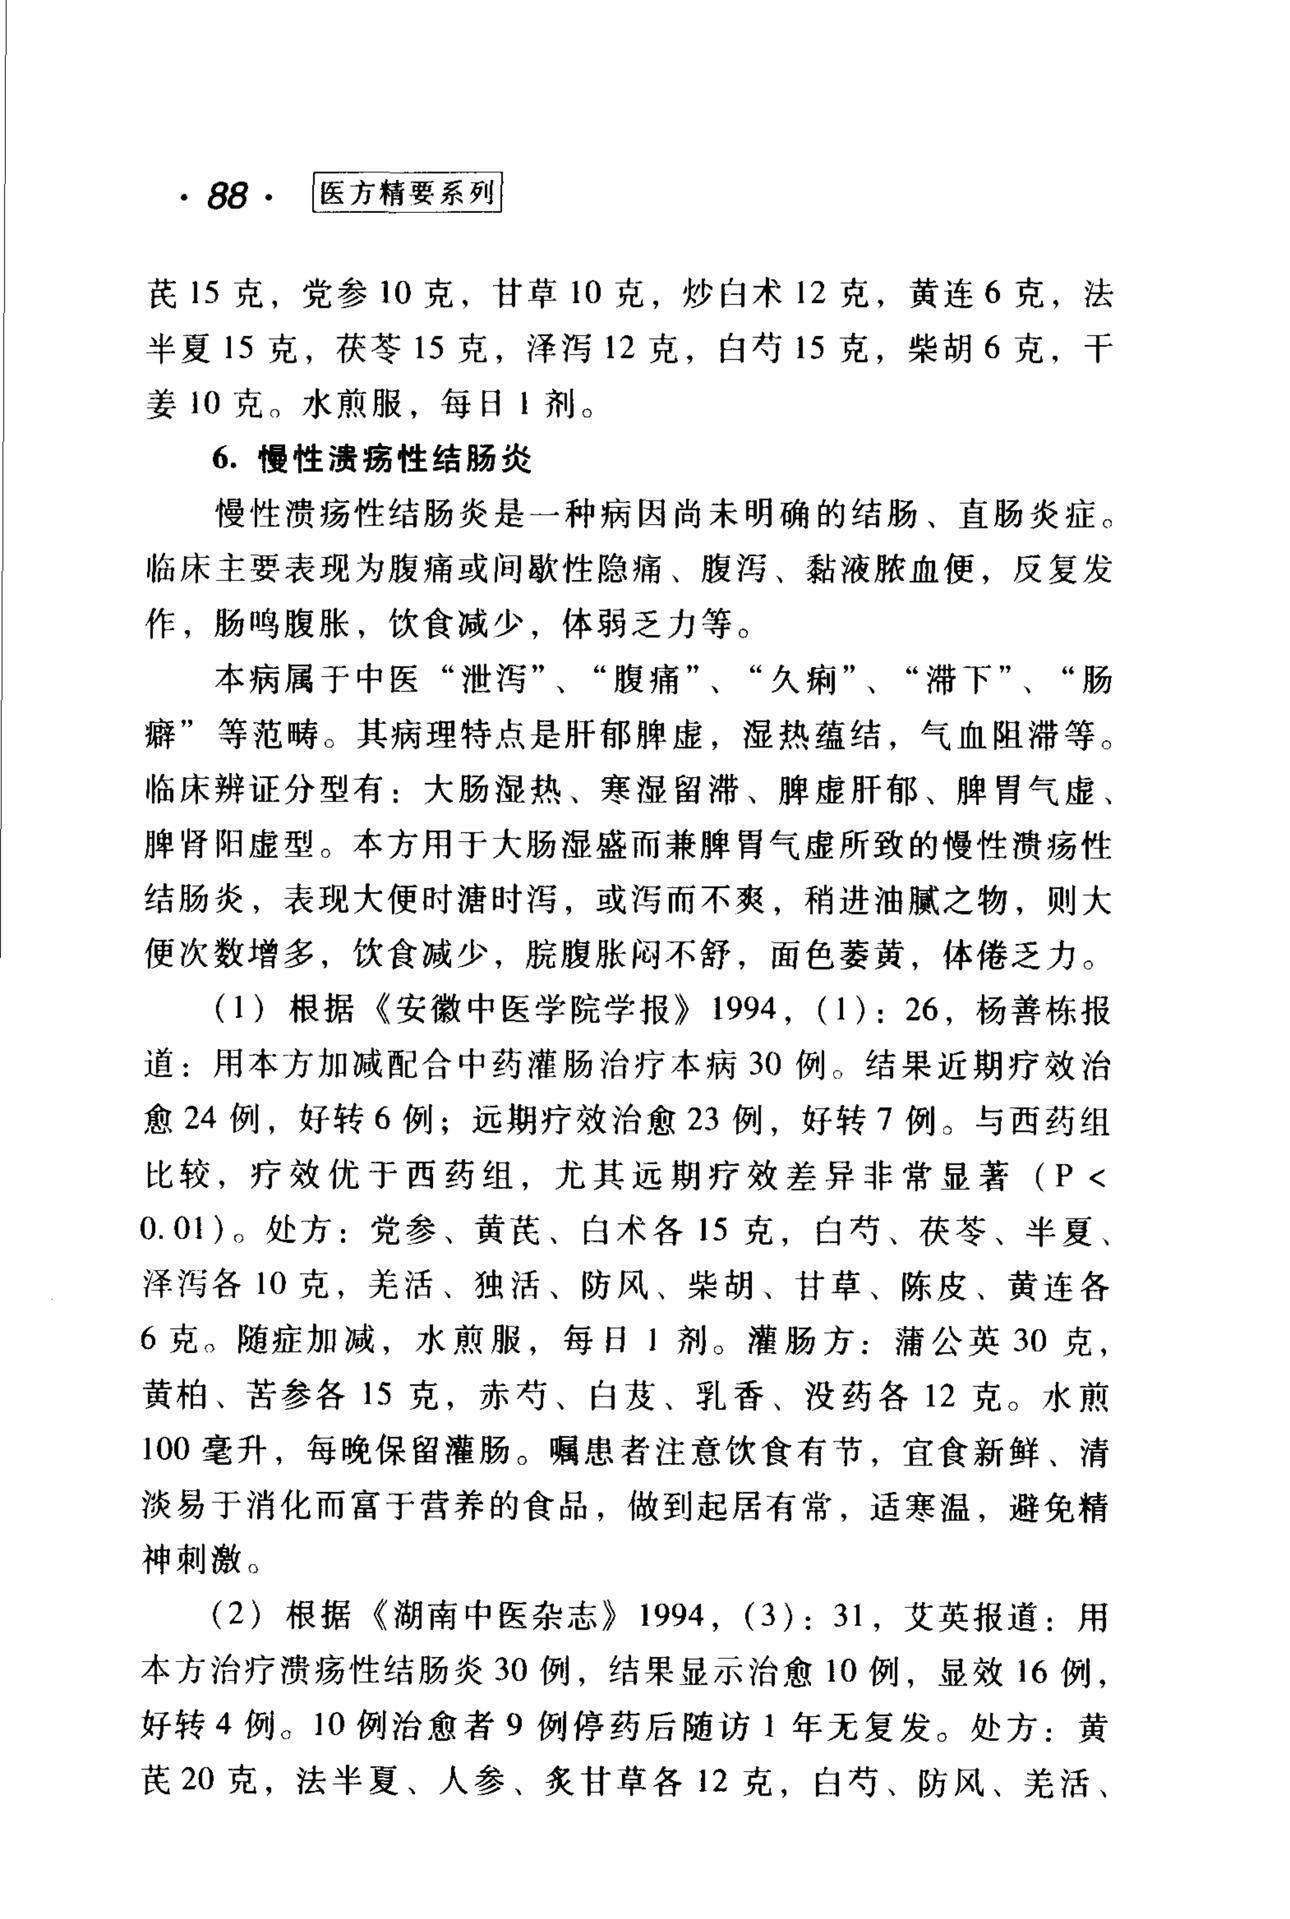 ·88· 医方精要系列
芪 15 克，党参 10 克，甘草 10 克，炒白术 12 克，黄连 6 克，法
半夏 15 克，茯苓 15 克，泽泻 12 克，白芍 15 克，柴胡 6 克，干
姜 10 克。水煎服，每日 1 剂。
6. 慢性溃疡性结肠炎
慢性溃疡性结肠炎是一种病因尚未明确的结肠、直肠炎症。
临床主要表现为腹痛或间歇性隐痛、腹泻、黏液脓血便，反复发
作，肠鸣腹胀，饮食减少，体弱乏力等。
本病属于中医“泄泻”、“腹痛”、“久痢”、“滞下”、“肠
癖”等范畴。其病理特点是肝郁脾虚，湿热蕴结，气血阻滞等。
临床辨证分型有：大肠湿热、寒湿留滞、脾虚肝郁、脾胃气虚、
脾肾阳虚型。本方用于大肠湿盛而兼脾胃气虚所致的慢性溃疡性
结肠炎，表现大便时溏时泻，或泻而不爽，稍进油腻之物，则大
便次数增多，饮食减少，脘腹胀闷不舒，面色萎黄，体倦乏力。
(1) 根据《安徽中医学院学报》1994，(1)：26，杨善栋报
道：用本方加减配合中药灌肠治疗本病 30 例。结果近期疗效治
愈 24 例，好转 6 例；远期疗效治愈 23 例，好转 7 例。与西药组
比较，疗效优于西药组，尤其远期疗效差异非常显著（P <
0.01）。处方：党参、黄芪、白术各 15 克，白芍、茯苓、半夏、
泽泻各 10 克，羌活、独活、防风、柴胡、甘草、陈皮、黄连各
6 克。随症加减，水煎服，每日 1 剂。灌肠方：蒲公英 30 克，
黄柏、苦参各 15 克，赤芍、白芨、乳香、没药各 12 克。水煎
100 毫升，每晚保留灌肠。嘱患者注意饮食有节，宜食新鲜、清
淡易于消化而富于营养的食品，做到起居有常，适寒温，避免精
神刺激。
(2) 根据《湖南中医杂志》1994，(3)：31，艾英报道：用
本方治疗溃疡性结肠炎 30 例，结果显示治愈 10 例，显效 16 例，
好转 4 例。10 例治愈者 9 例停药后随访 1 年无复发。处方：黄
芪 20 克，法半夏、人参、炙甘草各 12 克，白芍、防风、羌活、